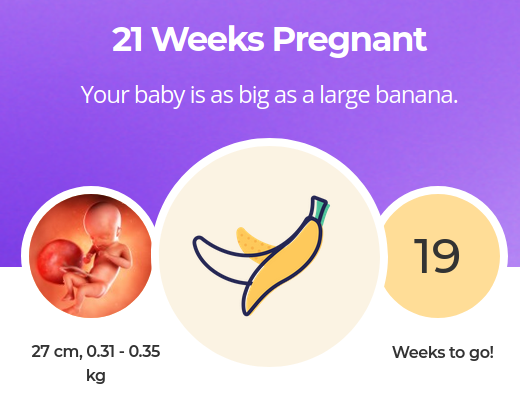 21 Weeks Pregnant
Your baby is as big as a large banana.
19
27 cm, 0.31 - 0.35
kg
Weeks to go!